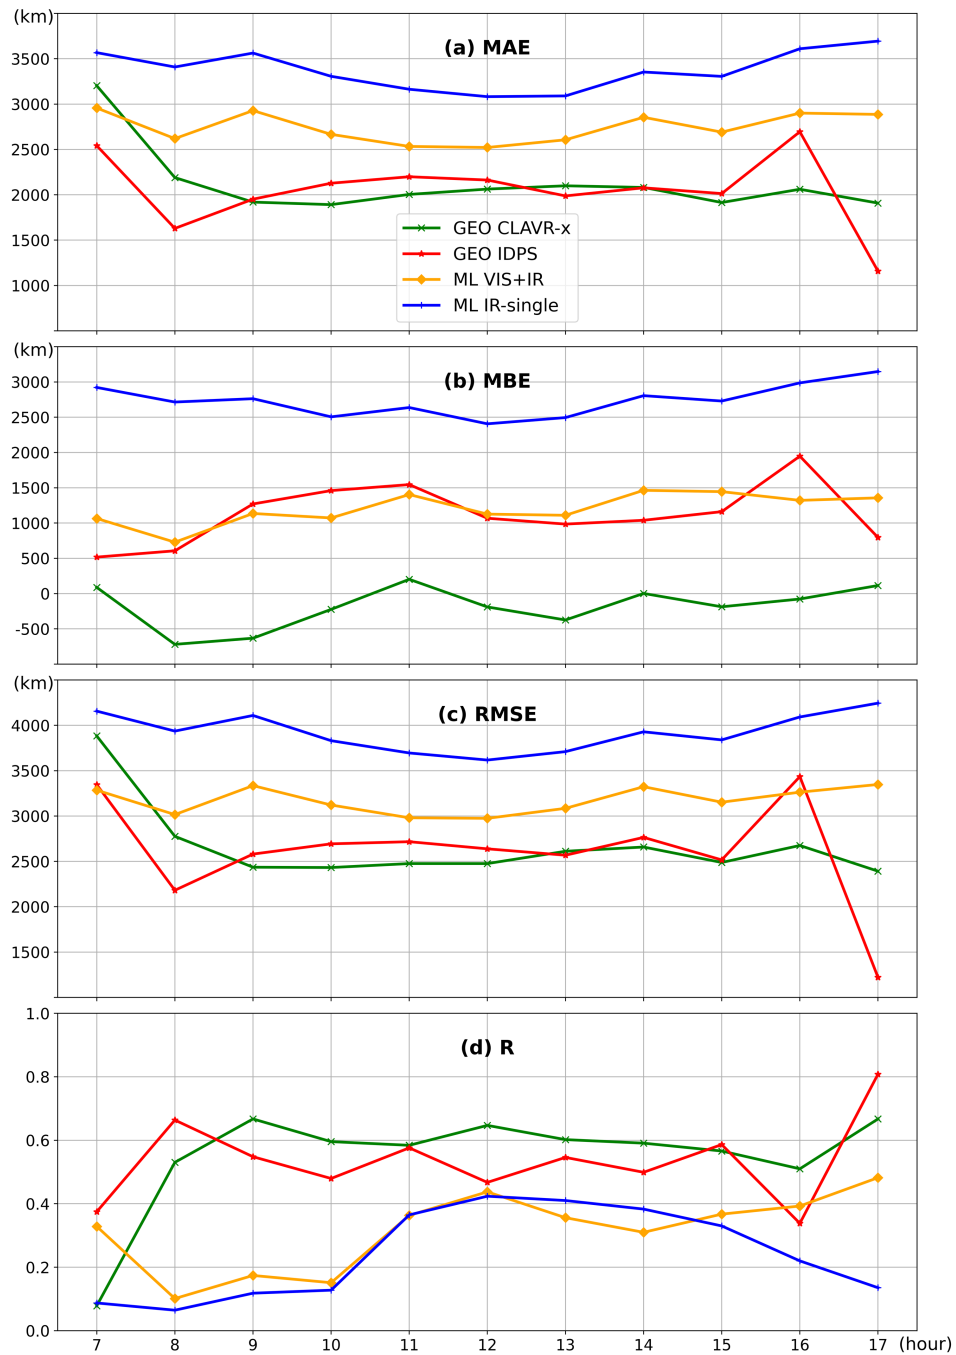 (km)
(a) MAE
3500
3000
2500
2000
1500
1000
GEO CLAVR-x
GEO IDPS
ML VIS+IR
ML IR-single
(km)
(b) MBE
3000
2500
2000
1500
1000
500
0
-500
(km)
(c) RMSE
4000
3500
3000
2500
2000
1500
1.0
(d) R
0.8
0.6
0.4
0.2
0.0
7 8 9 10 11 12 13 14 15 16 17 (hour)